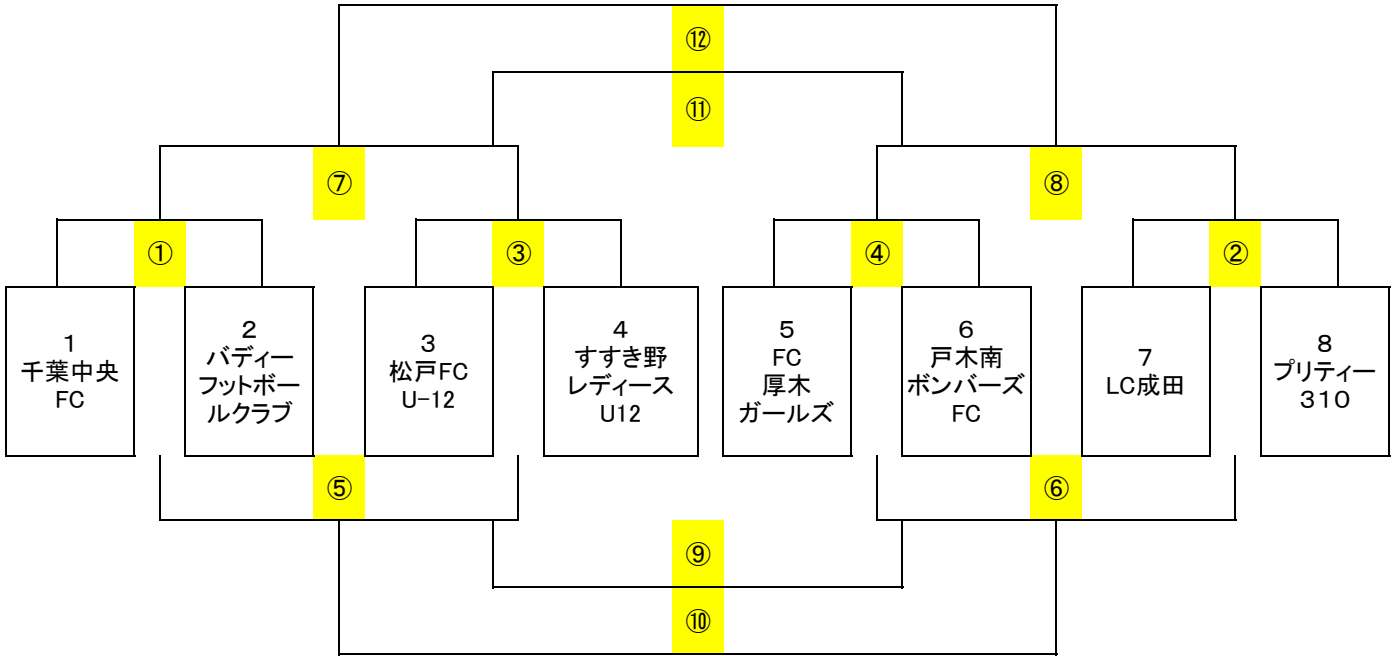 ⑫
⑪
⑦
⑧
①
③
④
②
1
千葉中央
FC
2
バディー
フットボー
ルクラブ
3
松戸FC
U-12
4
すすき野
レディース
U12
5
FC
厚木
ガールズ
6
戸木南
ボンバーズ
FC
7
LC成田
8
プリティー
310
⑤
⑥
⑨
⑩